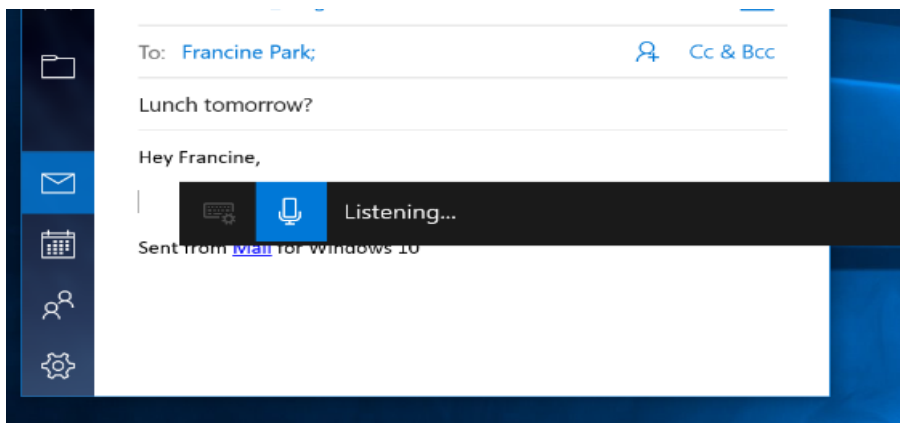 To: Francine Park; Cc & Bcc
Lunch tomorrow?
Hey Francine,
Listening...
Sent from Mail for Windows 10